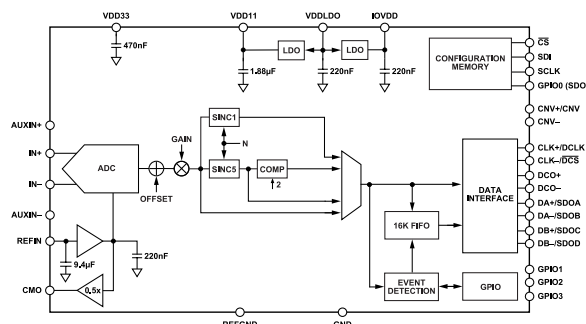 VDD33
VDD11
VDDLDO
IOVDD
470nF
LDO
LDO
1.88µF
220nF
220nF
CONFIGURATION
MEMORY
CS
SDI
SCLK
GPIO0 (SDO
CNV+/CNV
CNV–
AUXIN+
IN+
IN–
AUXIN–
REFIN
CMO
ADC
OFFSET
GAIN
SINC1
N
SINC5
COMP
2
9.4µF
220nF
0.5x
16K FIFO
EVENT
DETECTION
GPIO
DATA
INTERFACE
CLK+/DCLK
CLK–/DCS
DCO+
DCO–
DA+/SDOA
DA–/SDOB
DB+/SDOC
DB–/SDOD
GPIO1
GPIO2
GPIO3